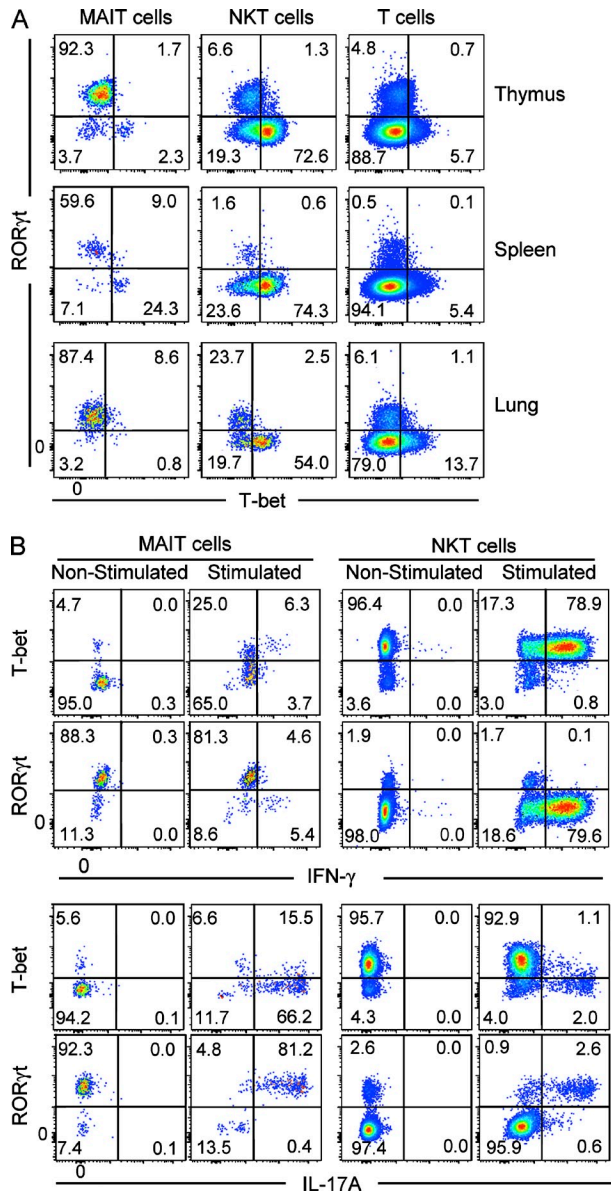 A
MAIT cells NKT cells T cells
92.3 1.7 6.6 1.3 4.8 0.7
Thymus
3.7 2.3 19.3 72.6 88.7 5.7
59.6 9.0 1.6 0.6 0.5 0.1
RORγt
Spleen
7.1 24.3 23.6 74.3 94.1 5.4
87.4 8.6 23.7 2.5 6.1 1.1
Lung
0
3.2 0.8 19.7 54.0 79.0 13.7
0
T-bet
B
MAIT cells NKT cells
Non-Stimulated Stimulated Non-Stimulated Stimulated
4.7 0.0 25.0 6.3 96.4 0.0 17.3 78.9
T-bet
95.0 0.3 65.0 3.7 3.6 0.0 3.0 0.8
88.3 0.3 81.3 4.6 1.9 0.0 1.7 0.1
RORγt
0
11.3 0.0 8.6 5.4 98.0 0.0 18.6 79.6
0
IFN-γ
5.6 0.0 6.6 15.5 95.7 0.0 92.9 1.1
T-bet
94.2 0.1 11.7 66.2 4.3 0.0 4.0 2.0
92.3 0.0 4.8 81.2 2.6 0.0 0.9 2.6
RORγt
0
7.4 0.1 13.5 0.4 97.4 0.0 95.9 0.6
0
IL-17A